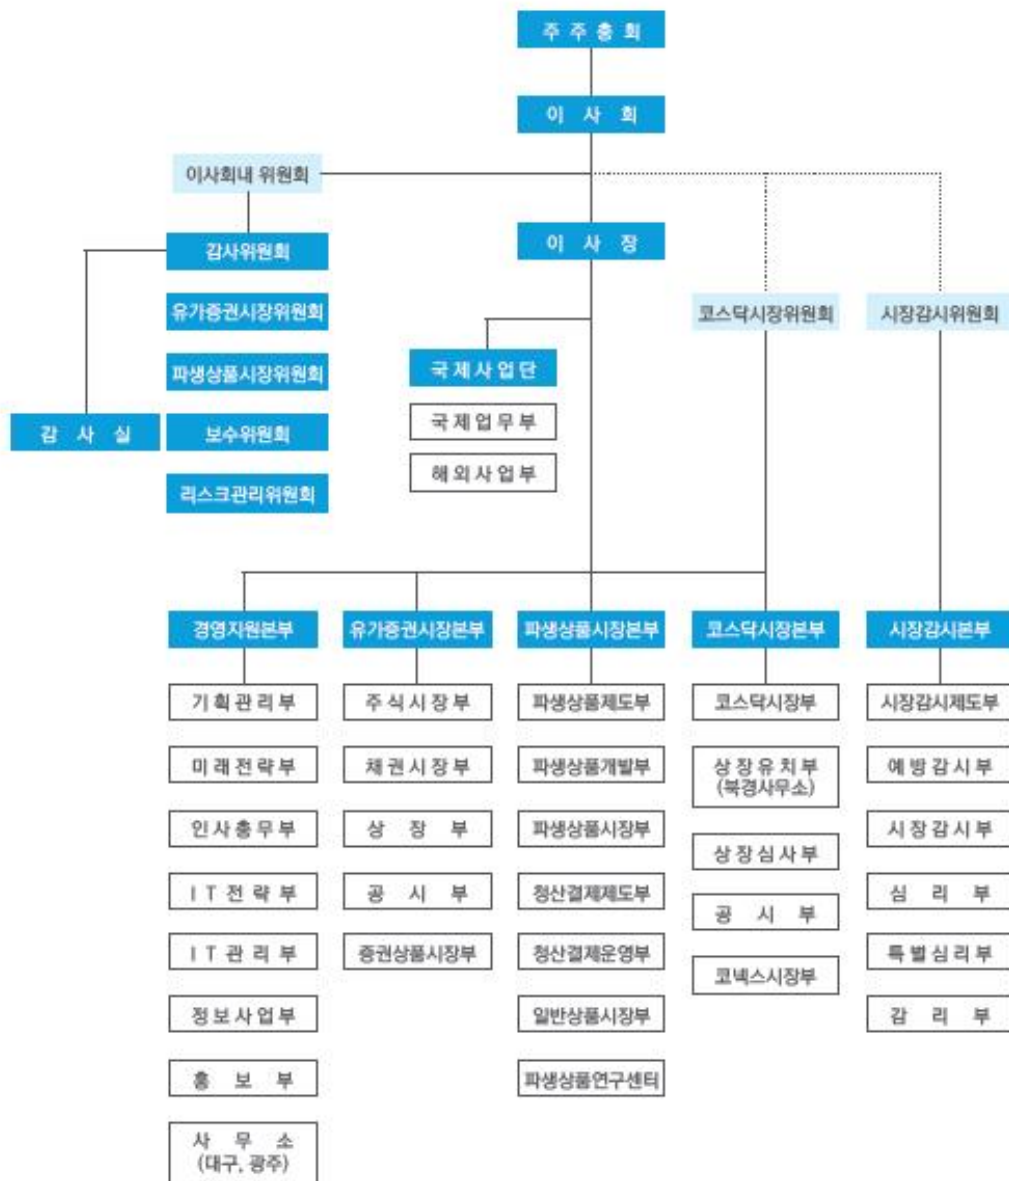 주 주 총 회
이 사 회
이사회내 위원회
이 사 장
감사위원회
유가증권시장위원회
파생상품시장위원회
보수위원회
리스크관리위원회
감 사 실
국 제 사 업 단
국 제 업 무 부
해 외 사 업 부
코스닥시장위원회
시장감시위원회
경영지원본부
기 획 관 리 부
미 래 전 략 부
인 사 총 무 부
I T 전 략 부
I T 관 리 부
정 보 사 업 부
홍 보 부
사 무 소
(대구, 광주)
유가증권시장본부
주 식 시 장 부
채 권 시 장 부
상 장 부
공 시 부
증권상품시장부
파생상품시장본부
파생상품제도부
파생상품개발부
파생상품시장부
청산결제제도부
청산결제운영부
일반상품시장부
파생상품연구센터
코스닥시장본부
코스닥시장부
상 장 유 치 부
(북경사무소)
상 장 심 사 부
공 시 부
코넥스시장부
시장감시본부
시장감시제도부
예 방 감 시 부
시 장 감 시 부
심 리 부
특 별 심 리 부
감 리 부